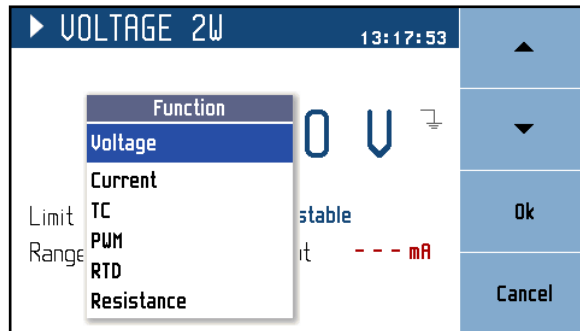 VOLTAGE 2W
13:17:53
Function
Voltage
Current
TC
PWM
RTD
Resistance
0 V
Limit
stable
Range
--- mA
Ok
Cancel